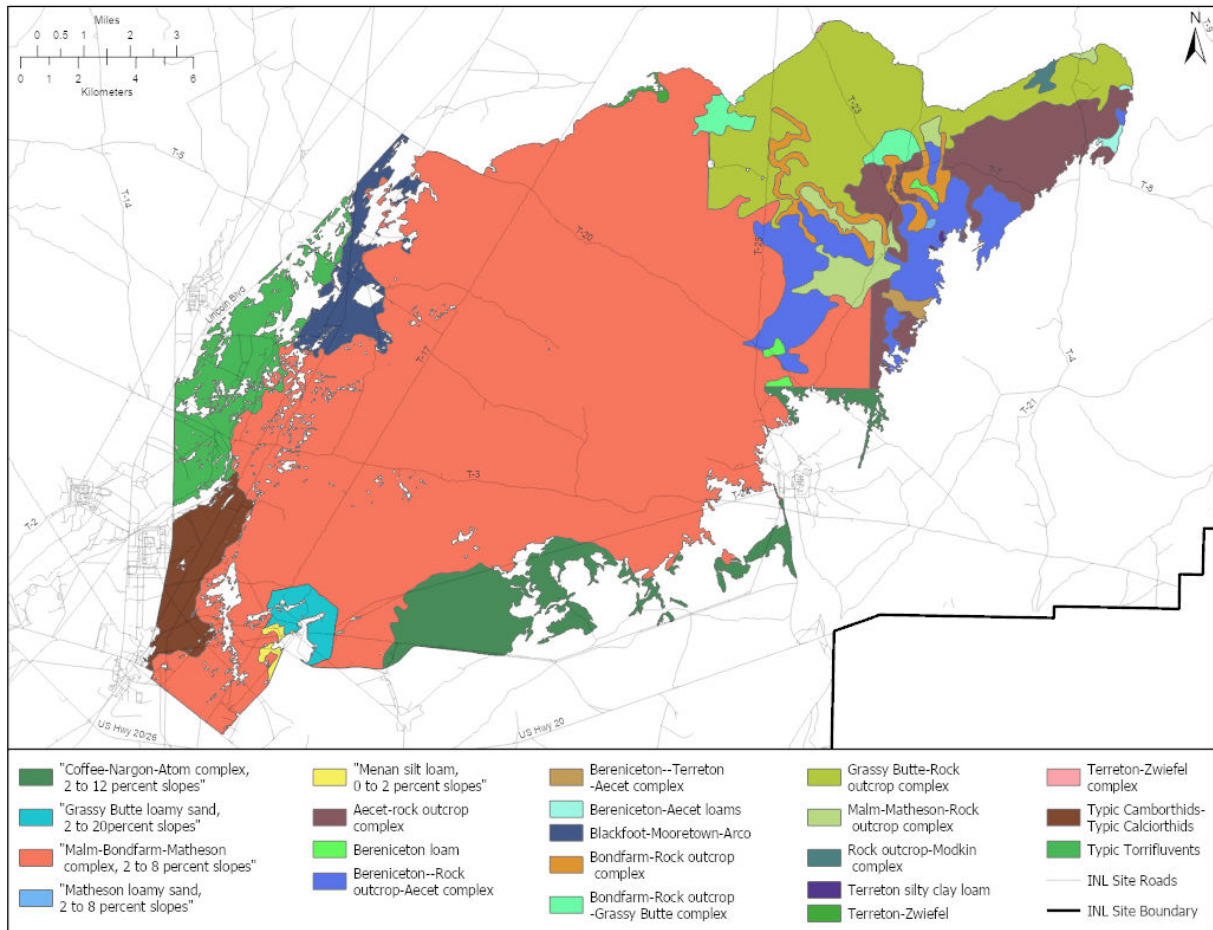 Miles
0 0.5 1 2 3
0 1 2 4 6
Kilometers
N
T-9
T-5
T-14
T-23
T-7
T-8
T-20
T-25
Lincoln Blvd
T-17
T-4
T-21
T-3
T-24
T-2
US Hwy 20/26
US Hwy 20
"Coffee-Nargon-Atom complex,
2 to 12 percent slopes"
"Grassy Butte loamy sand,
2 to 20percent slopes"
"Malm-Bondfarm-Matheson
complex, 2 to 8 percent slopes"
"Matheson loamy sand,
2 to 8 percent slopes"
"Menan silt loam,
0 to 2 percent slopes"
Aecet-rock outcrop
complex
Bereniceton loam
Bereniceton--Rock
outcrop-Aecet complex
Bereniceton--Terreton
-Aecet complex
Bereniceton-Aecet loams
Blackfoot-Mooretown-Arco
Bondfarm-Rock outcrop
complex
Bondfarm-Rock outcrop
-Grassy Butte complex
Grassy Butte-Rock
outcrop complex
Malm-Matheson-Rock
outcrop complex
Rock outcrop-Modkin
complex
Terreton silty clay loam
Terreton-Zwiefel
Terreton-Zwiefel
complex
Typic Camborthids-
Typic Calciorthids
Typic Torrifluvents
INL Site Roads
INL Site Boundary